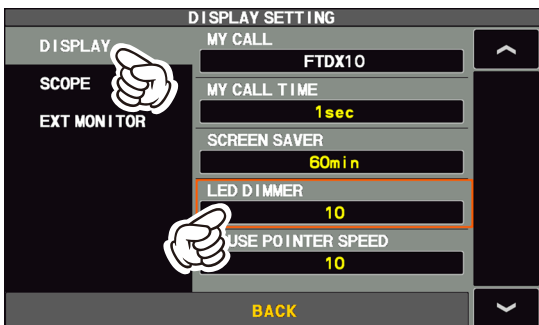 DISPLAY SETTING
DISPLAY
SCOPE
EXT MONITOR
MY CALL
FTDX10
MY CALL TIME
1sec
SCREEN SAVER
60min
LED DIMMER
10
USE POINTER SPEED
10
BACK